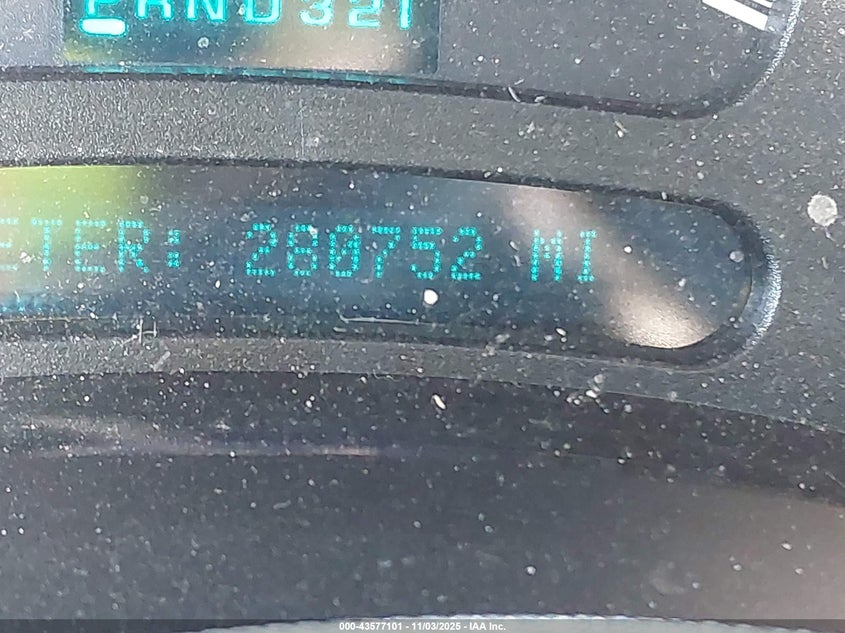 PRND321
ETER: 280752 MI
000-43577101 - 11/03/2025 - IAA Inc.